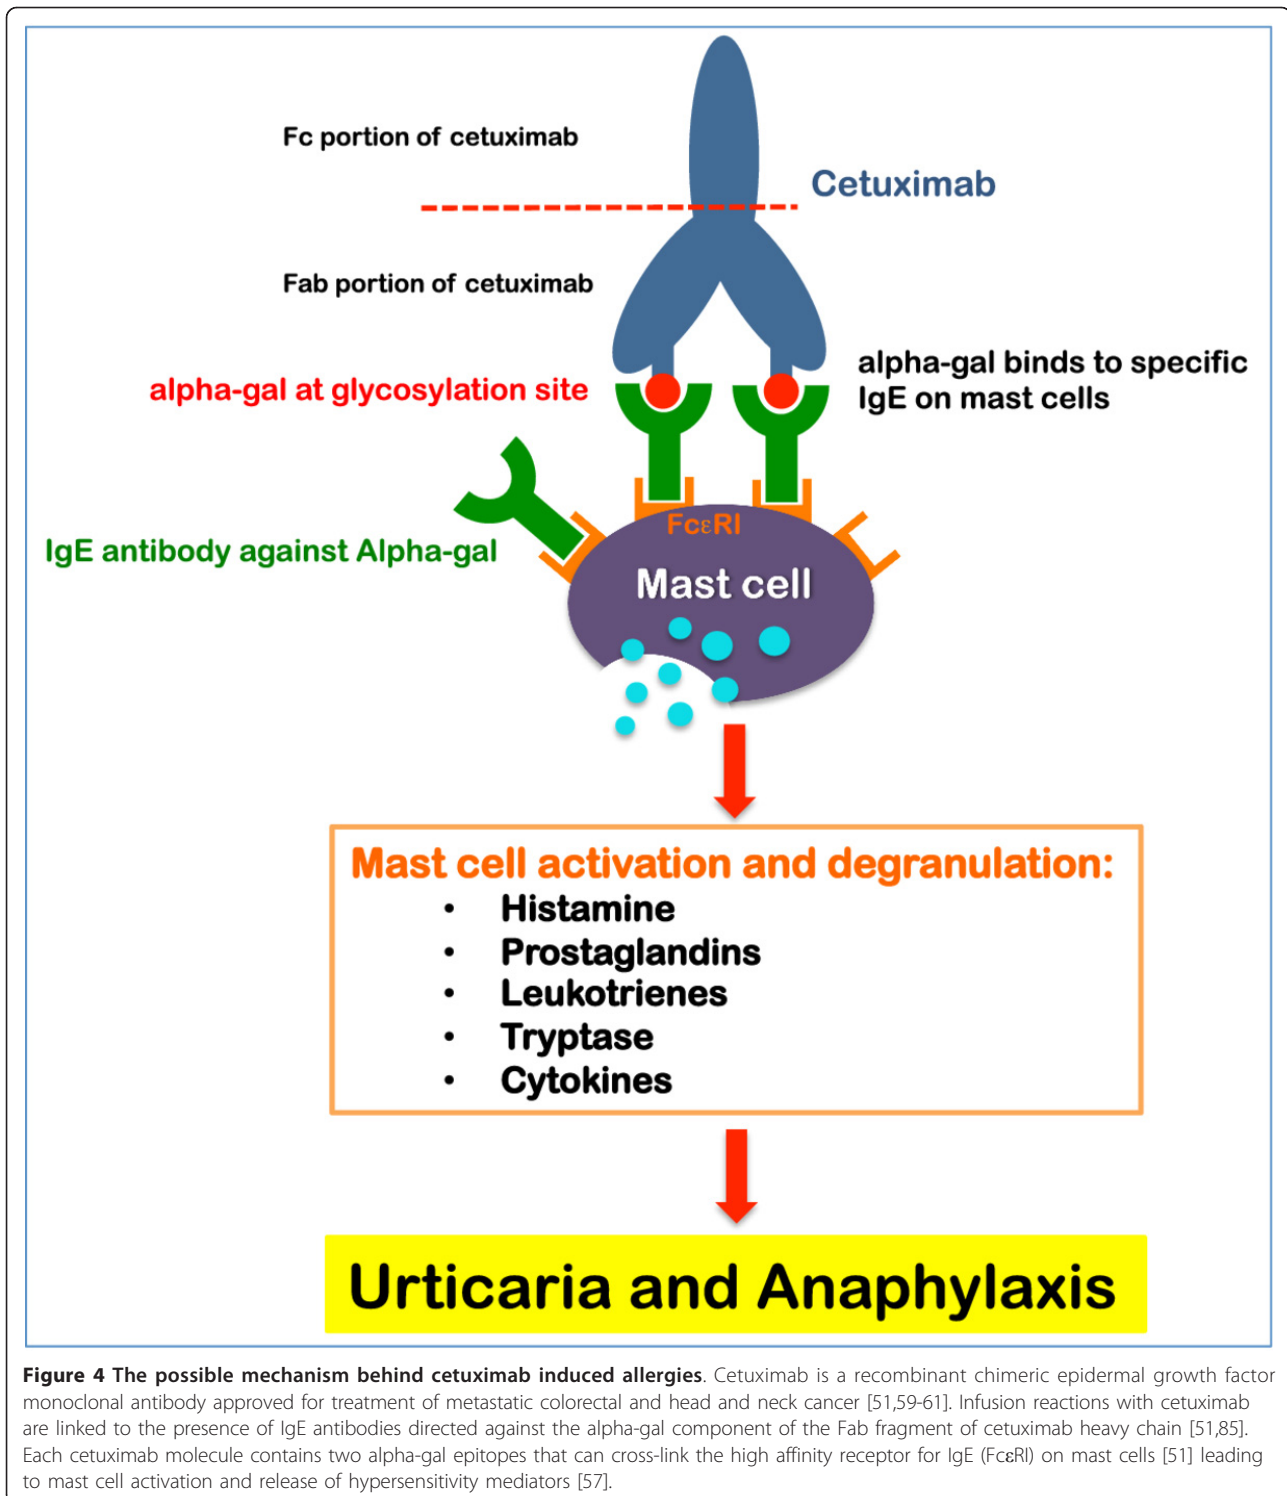 Fc portion of cetuximab
Cetuximab
Fab portion of cetuximab
alpha-gal at glycosylation site
alpha-gal binds to specific
IgE on mast cells
IgE antibody against Alpha-gal
FcεRI
Mast cell
Mast cell activation and degranulation:
• Histamine
• Prostaglandins
• Leukotrienes
• Tryptase
• Cytokines
Urticaria and Anaphylaxis
Figure 4 The possible mechanism behind cetuximab induced allergies. Cetuximab is a recombinant chimeric epidermal growth factor
monoclonal antibody approved for treatment of metastatic colorectal and head and neck cancer [51,59-61]. Infusion reactions with cetuximab
are linked to the presence of IgE antibodies directed against the alpha-gal component of the Fab fragment of cetuximab heavy chain [51,85].
Each cetuximab molecule contains two alpha-gal epitopes that can cross-link the high affinity receptor for IgE (FcεRI) on mast cells [51] leading
to mast cell activation and release of hypersensitivity mediators [57].